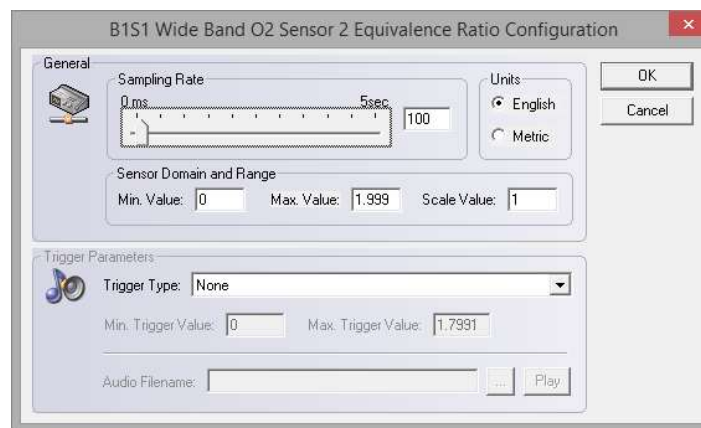 B1S1 Wide Band O2 Sensor 2 Equivalence Ratio Configuration
General
Sampling Rate
0 ms 5sec
100
Units
English
Metric
OK
Cancel
Sensor Domain and Range
Min. Value: 0 Max. Value: 1.999 Scale Value: 1
Trigger Parameters
Trigger Type: None
Min. Trigger Value: 0 Max. Trigger Value: 1.7991
Audio Filename: ... Play